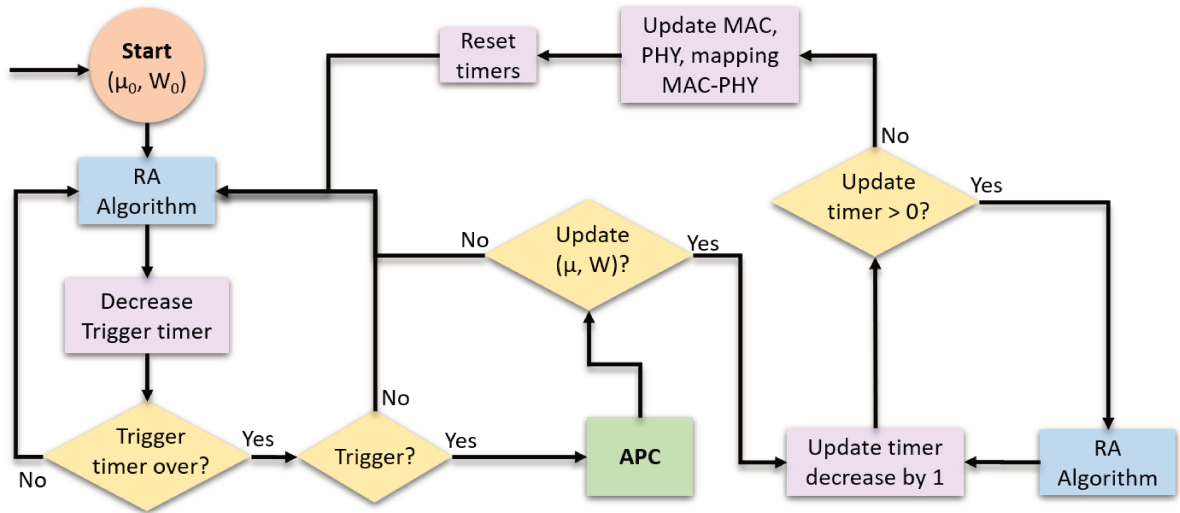 Start
(μ₀, W₀)
RA
Algorithm
Decrease
Trigger timer
Trigger
timer over?
No
Yes
Trigger?
No
Yes
APC
Update
(μ, W)?
No
Yes
Update timer
decrease by 1
Update
timer > 0?
No
Yes
RA
Algorithm
Update MAC,
PHY, mapping
MAC-PHY
Reset
timers